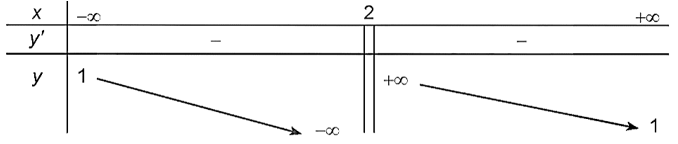 x -∞ 2 +∞
y' - -
y 1 -∞ +∞ 1